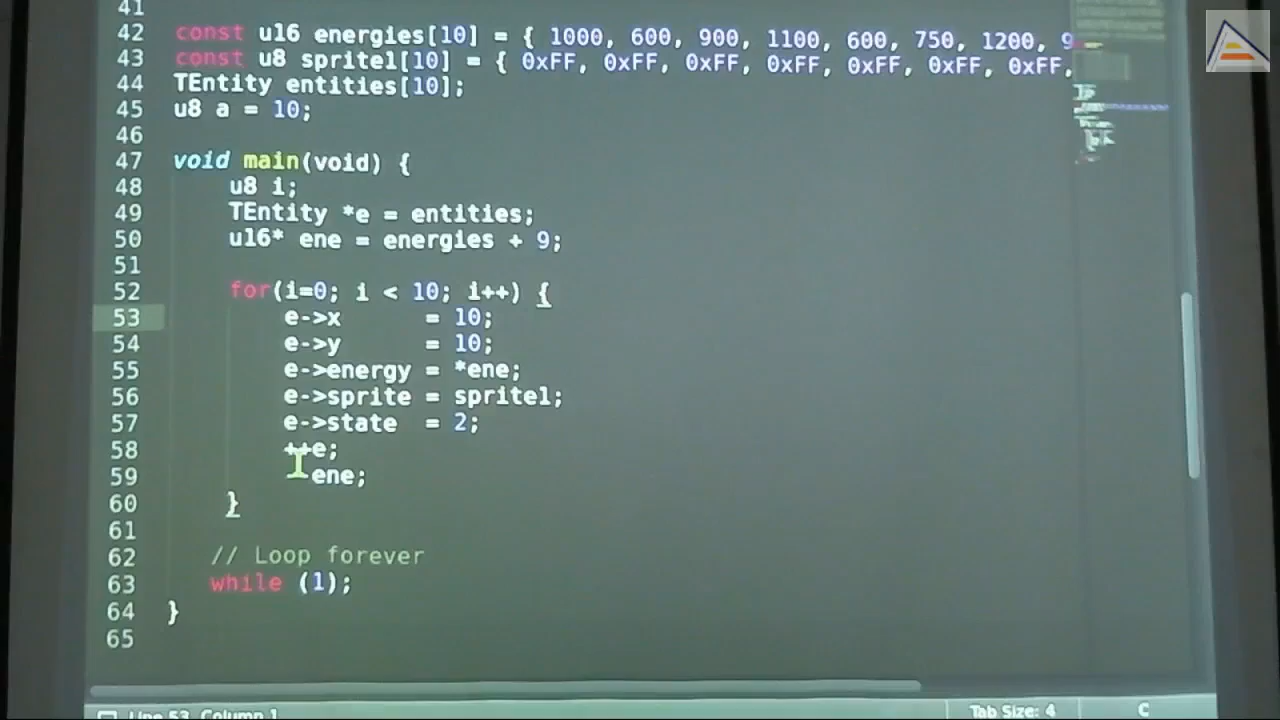 41
42 const u16 energies[10] = { 1000, 600, 900, 1100, 600, 750, 1200, 9
43 const u8 sprite1[10] = { 0xFF, 0xFF, 0xFF, 0xFF, 0xFF, 0xFF, 0xFF,
44 TEntity entities[10];
45 u8 a = 10;
46
47 void main(void) {
48 u8 i;
49 TEntity *e = entities;
50 u16* ene = energies + 9;
51
52 for(i=0; i < 10; i++) {
53 e->x = 10;
54 e->y = 10;
55 e->energy = *ene;
56 e->sprite = sprite1;
57 e->state = 2;
58 ++e;
59 ene;
60 }
61
62 // Loop forever
63 while (1);
64 }
65
Line 53, Column 1
Tab Size: 4
C